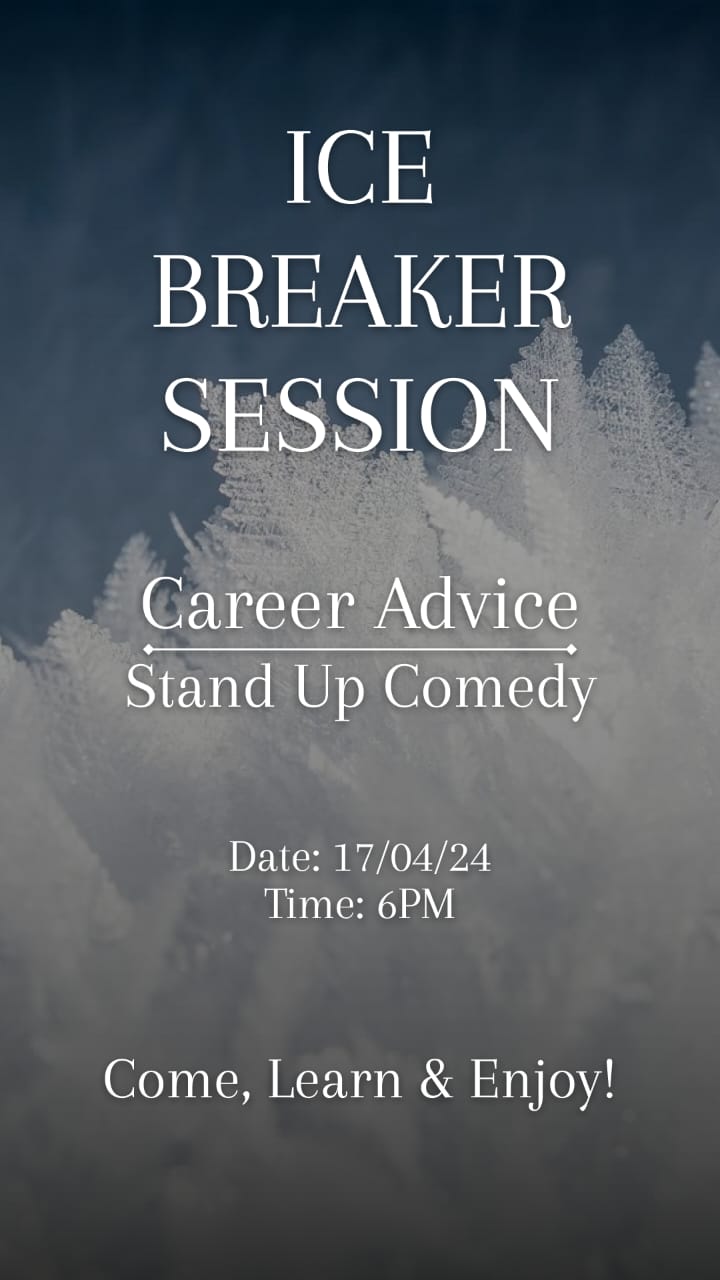 ICE
BREAKER
SESSION
Career Advice
Stand Up Comedy
Date: 17/04/24
Time: 6PM
Come, Learn & Enjoy!